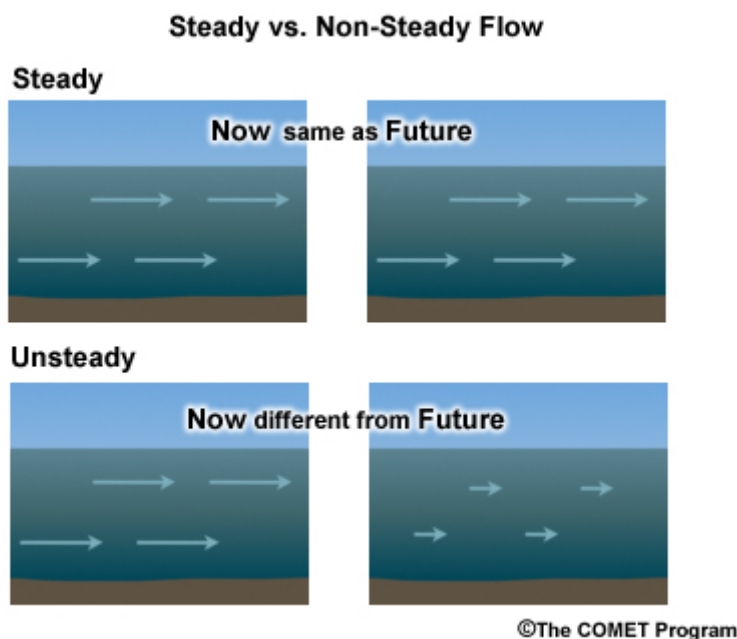 Steady vs. Non-Steady Flow
Steady
Now same as Future
Unsteady
Now different from Future
©The COMET Program